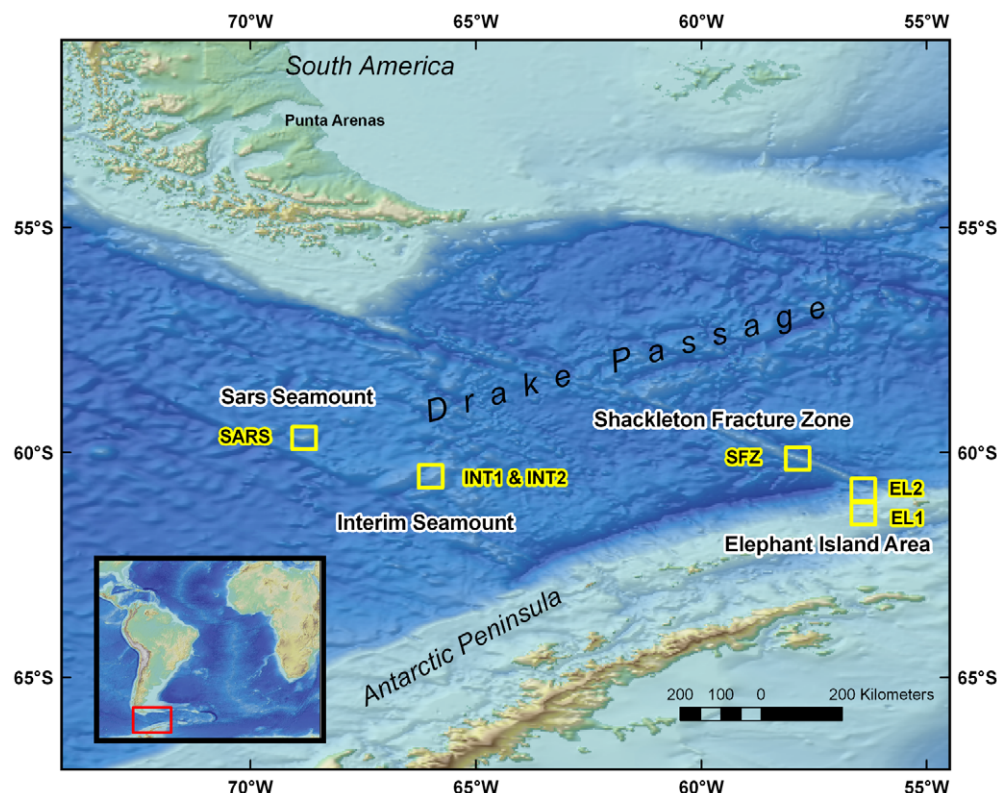 70°W 65°W 60°W 55°W
South America
Punta Arenas
55°S 55°S
Drake Passage
Sars Seamount
Shackleton Fracture Zone
SARS
60°S 60°S
SFZ
INT1 & INT2
EL2
EL1
Interim Seamount
Elephant Island Area
Antarctic Peninsula
65°S 65°S
200 100 0 200 Kilometers
70°W 65°W 60°W 55°W